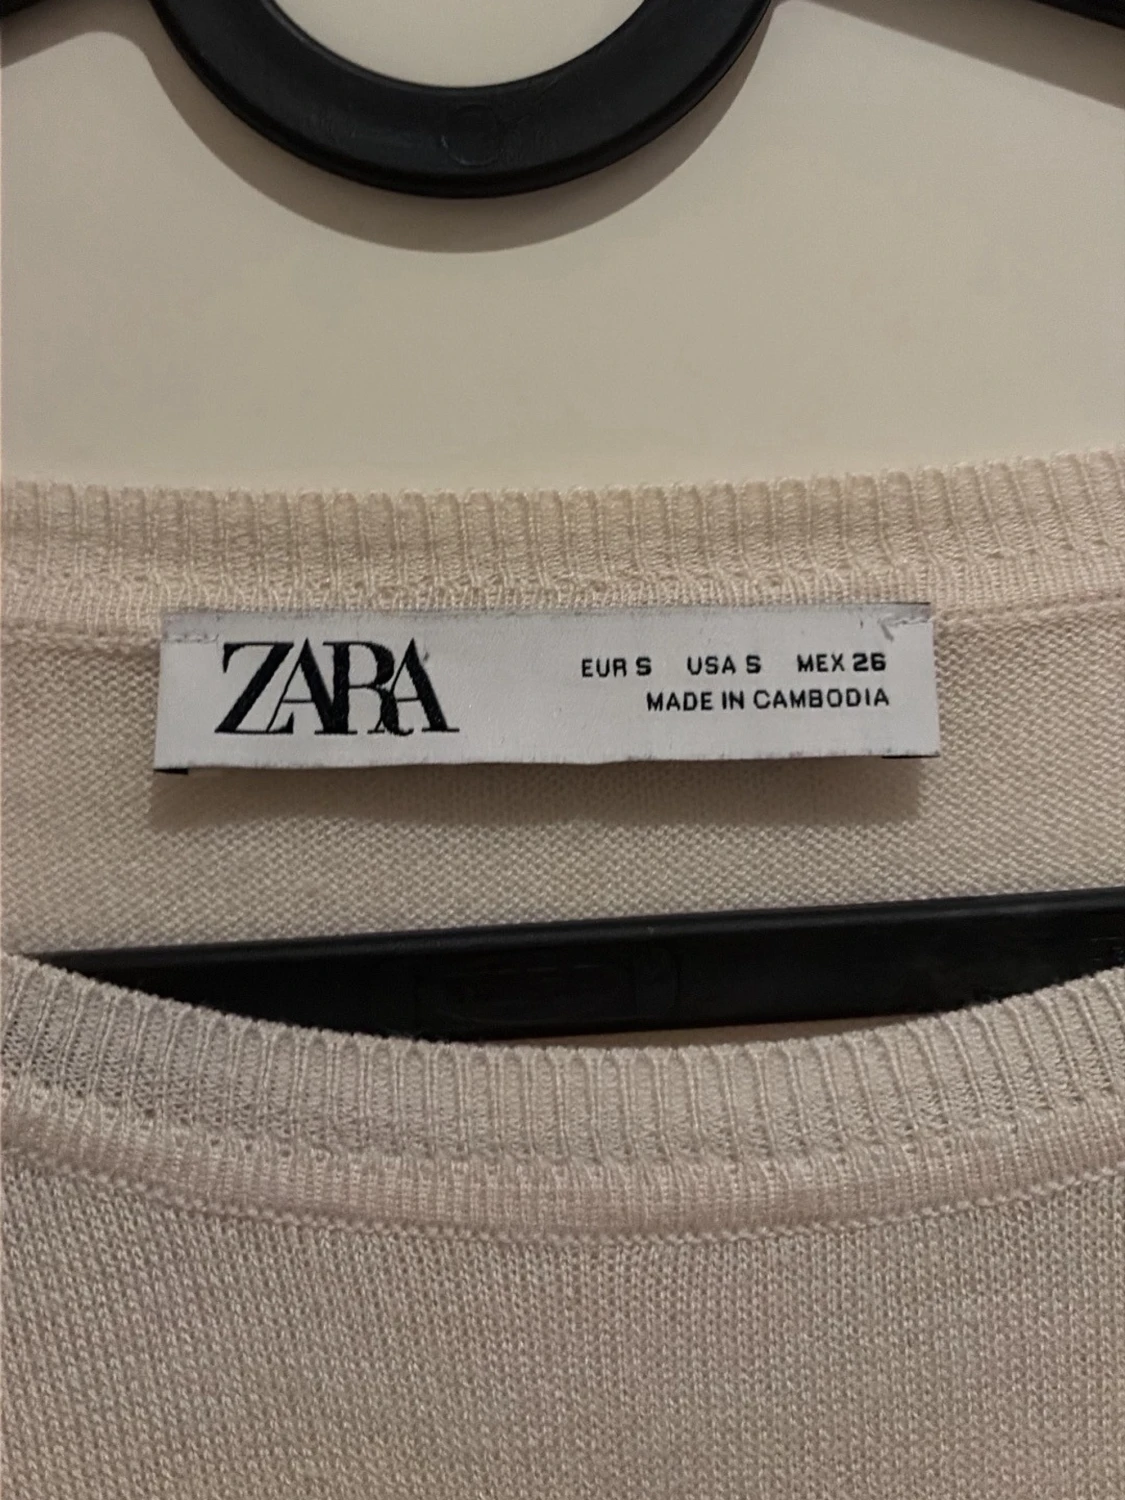 ZARA
EUR S USA S MEX 26
MADE IN CAMBODIA